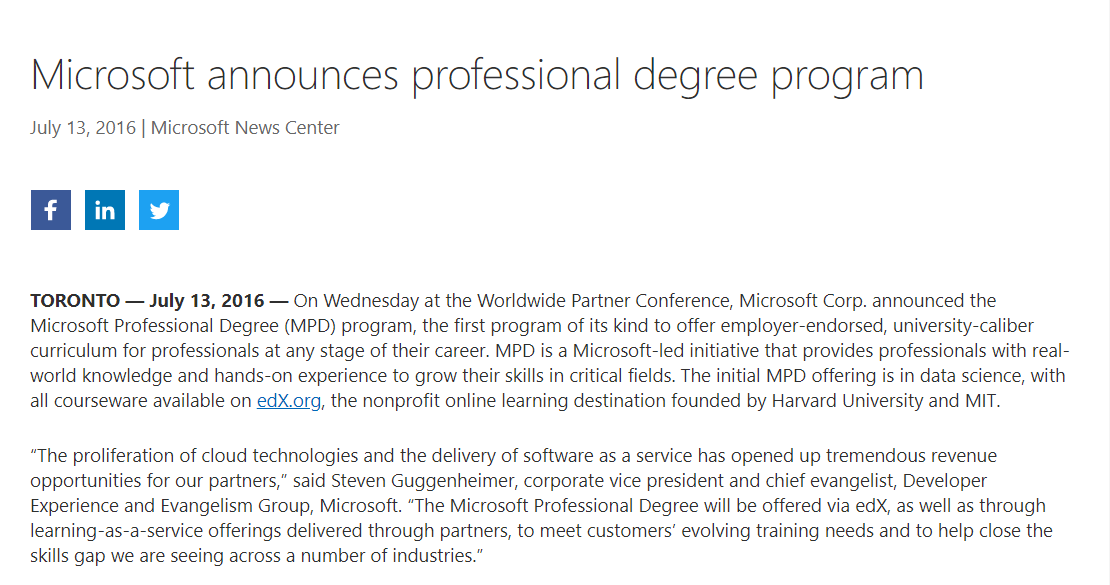 Microsoft announces professional degree program
July 13, 2016 | Microsoft News Center
f
in
TORONTO — July 13, 2016 — On Wednesday at the Worldwide Partner Conference, Microsoft Corp. announced the
Microsoft Professional Degree (MPD) program, the first program of its kind to offer employer-endorsed, university-caliber
curriculum for professionals at any stage of their career. MPD is a Microsoft-led initiative that provides professionals with real-
world knowledge and hands-on experience to grow their skills in critical fields. The initial MPD offering is in data science, with
all courseware available on edX.org, the nonprofit online learning destination founded by Harvard University and MIT.
“The proliferation of cloud technologies and the delivery of software as a service has opened up tremendous revenue
opportunities for our partners,” said Steven Guggenheimer, corporate vice president and chief evangelist, Developer
Experience and Evangelism Group, Microsoft. “The Microsoft Professional Degree will be offered via edX, as well as through
learning-as-a-service offerings delivered through partners, to meet customers’ evolving training needs and to help close the
skills gap we are seeing across a number of industries.”